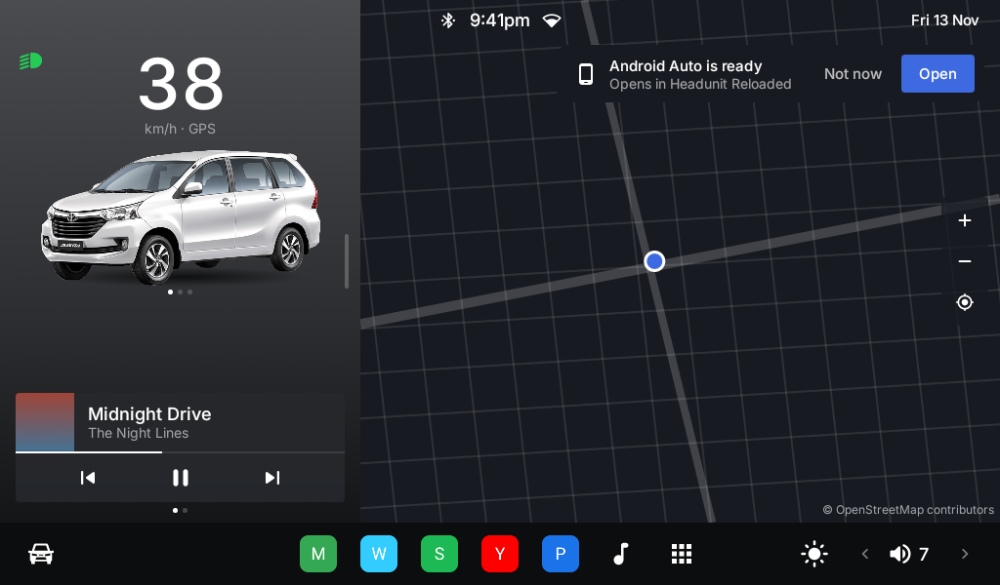 9:41pm
Fri 13 Nov
38
km/h · GPS
Android Auto is ready
Opens in Headunit Reloaded
Not now
Open
Midnight Drive
The Night Lines
© OpenStreetMap contributors
M
W
S
Y
P
7